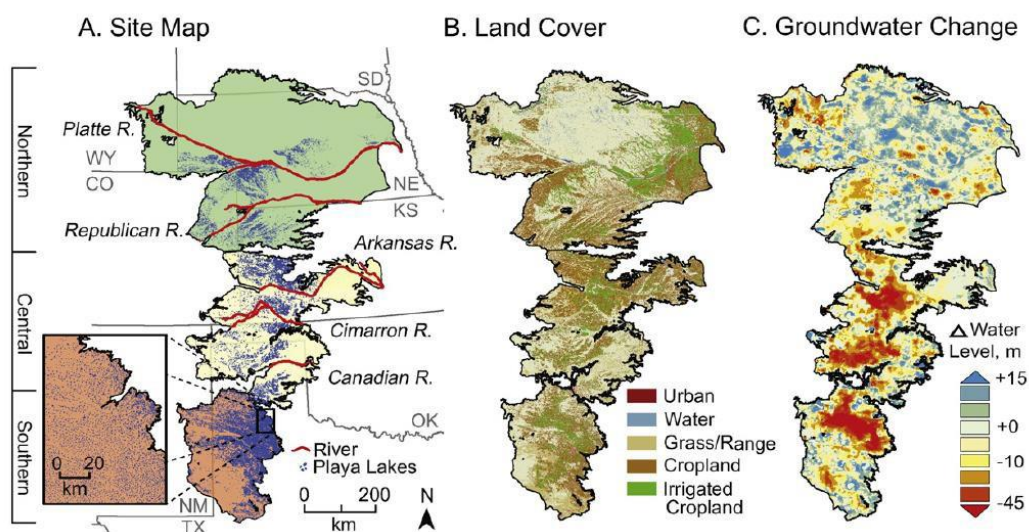 A. Site Map
B. Land Cover
C. Groundwater Change
Northern
Central
Southern
SD
Platte R.
WY
CO
NE
KS
Republican R.
Arkansas R.
Cimarron R.
Canadian R.
OK
NM
TX
0 20
km
River
Playa Lakes
0 200
km
N
Urban
Water
Grass/Range
Cropland
Irrigated
Cropland
△ Water
Level, m
+15
+0
-10
-45